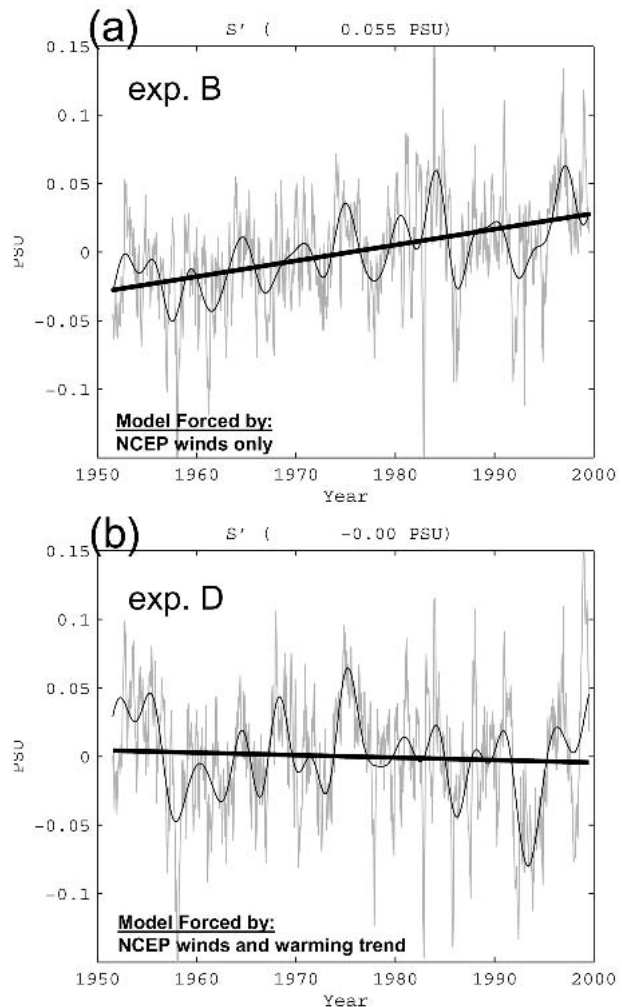 (a)
S' ( 0.055 PSU)
0.15
exp. B
0.1
0.05
0
PSU
-0.05
-0.1
Model Forced by:
NCEP winds only
1950 1960 1970 1980 1990 2000
Year
(b)
S' ( -0.00 PSU)
0.15
exp. D
0.1
0.05
0
PSU
-0.05
-0.1
Model Forced by:
NCEP winds and warming trend
1950 1960 1970 1980 1990 2000
Year